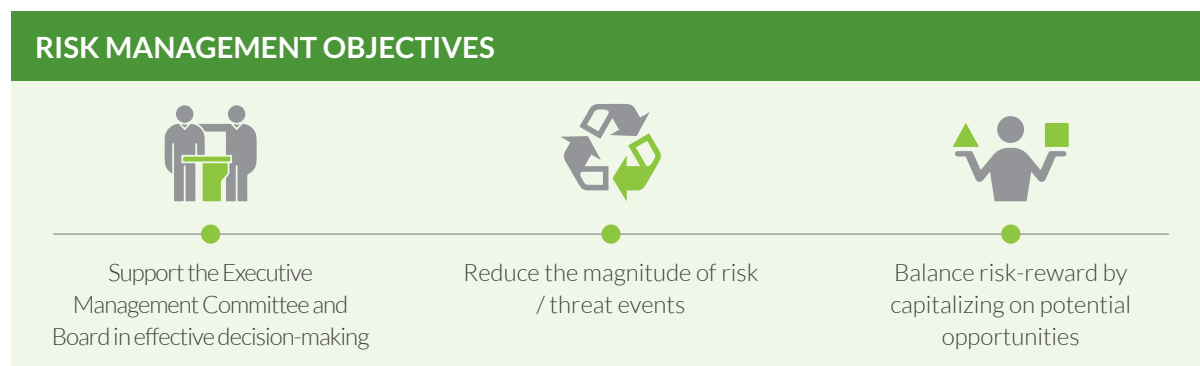 RISK MANAGEMENT OBJECTIVES
Support the Executive
Management Committee and
Board in effective decision-making
Reduce the magnitude of risk
/ threat events
Balance risk-reward by
capitalizing on potential
opportunities